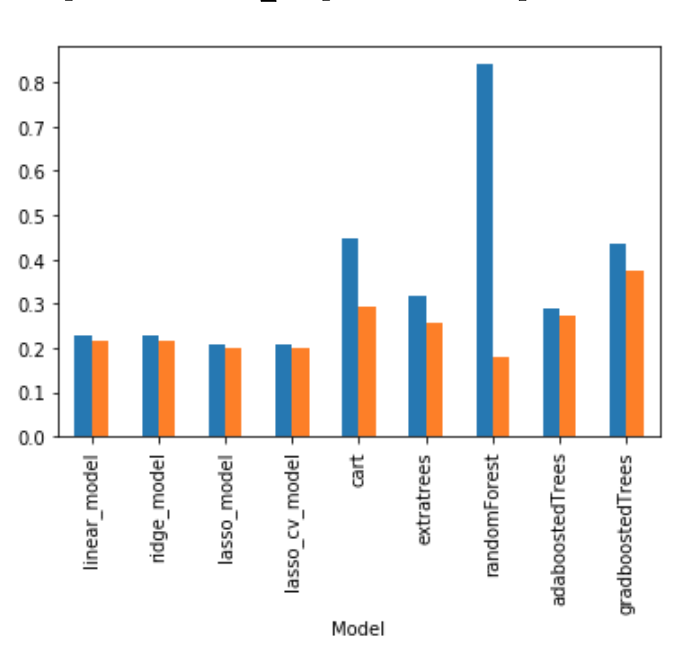 0.8
0.7
0.6
0.5
0.4
0.3
0.2
0.1
0.0
linear_model
ridge_model
lasso_model
lasso_cv_model
cart
extratrees
randomForest
adaboostedTrees
gradboostedTrees
Model